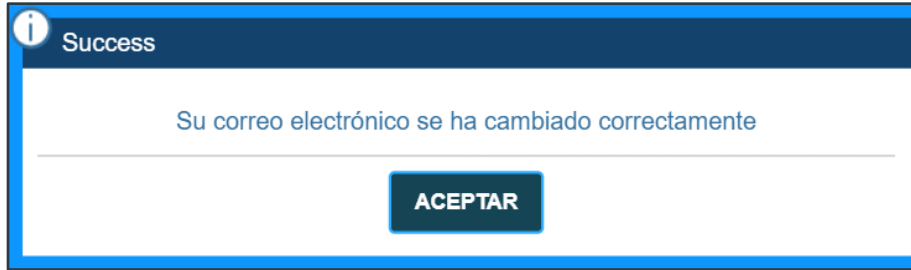 Success
Su correo electrónico se ha cambiado correctamente
ACEPTAR